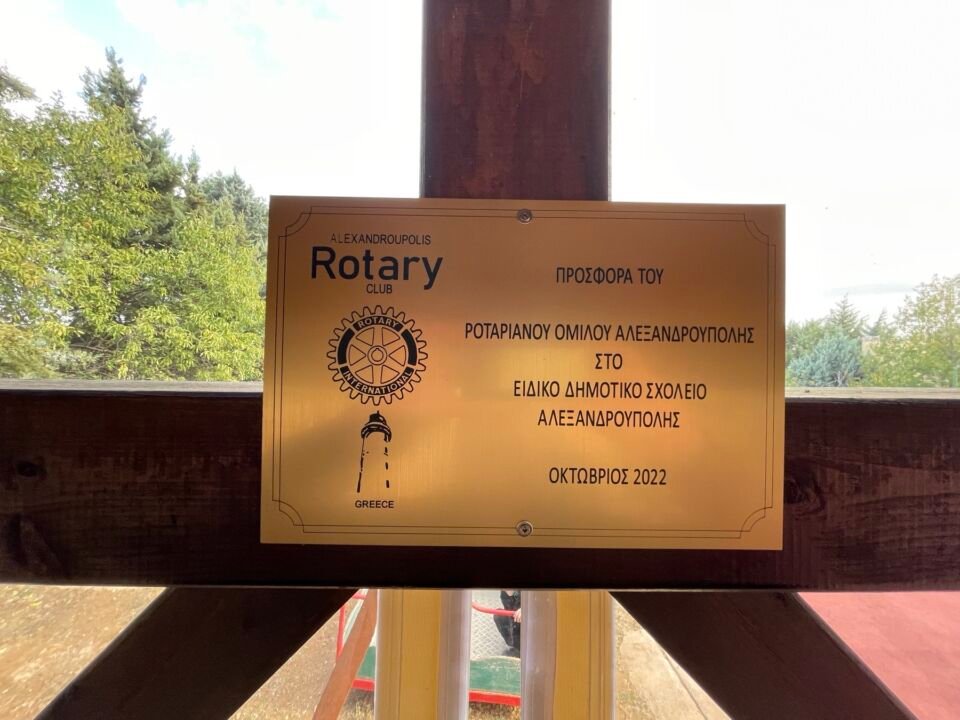 ALEXANDROUPOLIS
Rotary
CLUB
ROTARY
INTERNATIONAL
GREECE
ΠΡΟΣΦΟΡΑ ΤΟΥ
ΡΟΤΑΡΙΑΝΟΥ ΟΜΙΛΟΥ ΑΛΕΞΑΝΔΡΟΥΠΟΛΗΣ
ΣΤΟ
ΕΙΔΙΚΟ ΔΗΜΟΤΙΚΟ ΣΧΟΛΕΙΟ
ΑΛΕΞΑΝΔΡΟΥΠΟΛΗΣ
ΟΚΤΩΒΡΙΟΣ 2022